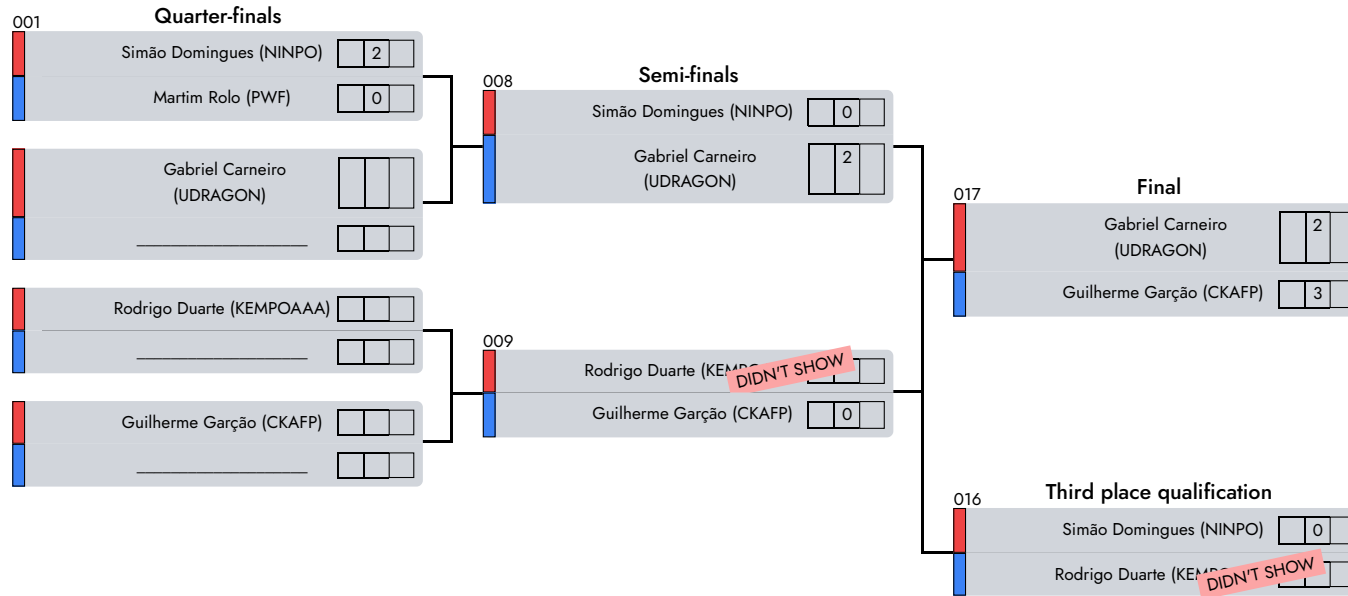 Quarter-finals
001
Simão Domingues (NINPO) 2
Martim Rolo (PWF) 0
Gabriel Carneiro
(UDRAGON)
____________________
Rodrigo Duarte (KEMPOAAA)
____________________
Guilherme Garção (CKAFP)
____________________
Semi-finals
008
Simão Domingues (NINPO) 0
Gabriel Carneiro 2
(UDRAGON)
009
Rodrigo Duarte
DIDN'T SHOW
Guilherme Garção (CKAFP) 0
Final
017
Gabriel Carneiro 2
(UDRAGON)
Guilherme Garção (CKAFP) 3
Third place qualification
016
Simão Domingues (NINPO) 0
Rodrigo Duarte
DIDN'T SHOW